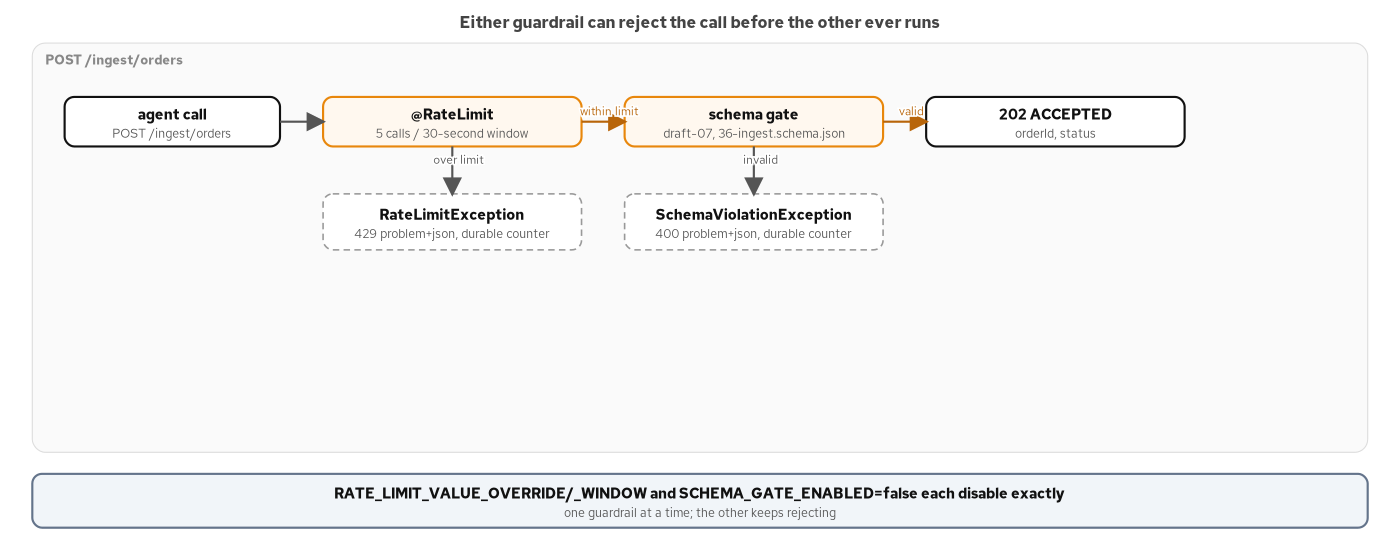 Either guardrail can reject the call before the other ever runs
POST /ingest/orders
agent call
POST /ingest/orders
@RateLimit
5 calls / 30-second window
within limit
schema gate
draft-07, 36-ingest.schema.json
valid
202 ACCEPTED
orderId, status
over limit
invalid
RateLimitException
429 problem+json, durable counter
SchemaViolationException
400 problem+json, durable counter
RATE_LIMIT_VALUE_OVERRIDE/_WINDOW and SCHEMA_GATE_ENABLED=false each disable exactly
one guardrail at a time; the other keeps rejecting